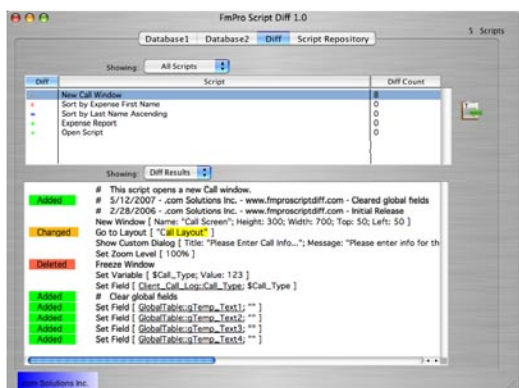 FmPro Script Diff 1.0
Database1 Database2 Diff Script Repository
5 Scripts
Showing: All Scripts
Diff Script Diff Count
New Call Window 8
Sort by Expense First Name 0
Sort by Last Name Ascending 0
Expense Report 0
Open Script 0
Showing: Diff Results
# This script opens a new Call window.
Added # 5/12/2007 - .com Solutions Inc. - www.fmproscriptdiff.com - Cleared global fields
# 2/28/2006 - .com Solutions Inc. - www.fmproscriptdiff.com - Initial Release
New Window [ Name: "Call Screen"; Height: 300; Width: 700; Top: 50; Left: 50 ]
Changed Go to Layout [ "Call Layout" ]
Show Custom Dialog [ Title: "Please Enter Call Info..."; Message: "Please enter info for th
Set Zoom Level [ 100% ]
Deleted Freeze Window
Set Variable [ $Call_Type; Value: 123 ]
Set Field [ Client_Call_Log::Call_Type; $Call_Type ]
Added # Clear global fields
Added Set Field [ GlobalTable::gTemp_Text1; "" ]
Added Set Field [ GlobalTable::gTemp_Text2; "" ]
Added Set Field [ GlobalTable::gTemp_Text3; "" ]
Added Set Field [ GlobalTable::gTemp_Text4; "" ]
.com Solutions Inc.